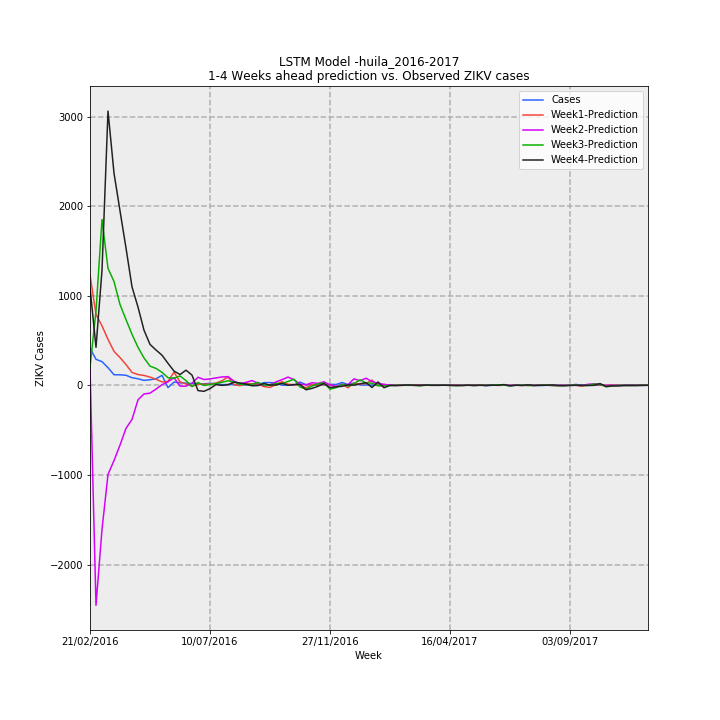 LSTM Model -huila_2016-2017
1-4 Weeks ahead prediction vs. Observed ZIKV cases
Cases
Week1-Prediction
Week2-Prediction
Week3-Prediction
Week4-Prediction
3000
2000
1000
0
−1000
−2000
ZIKV Cases
21/02/2016 10/07/2016 27/11/2016 16/04/2017 03/09/2017
Week